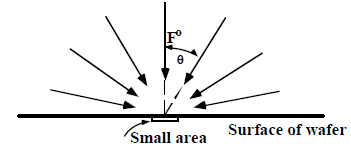 F°
θ
Small area
Surface of wafer